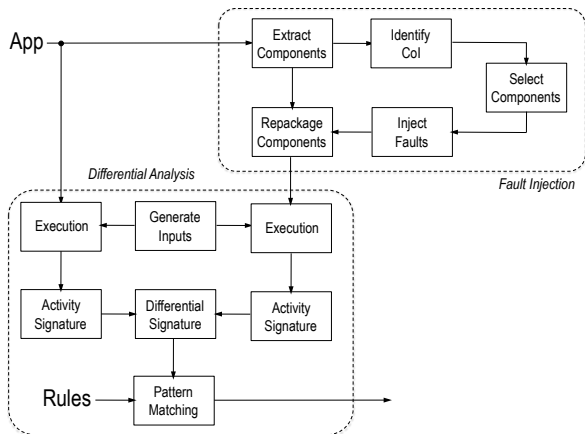 App
Extract
Components
Identify
CoI
Select
Components
Repackage
Components
Inject
Faults
Differential Analysis
Fault Injection
Execution
Generate
Inputs
Execution
Activity
Signature
Differential
Signature
Activity
Signature
Rules
Pattern
Matching